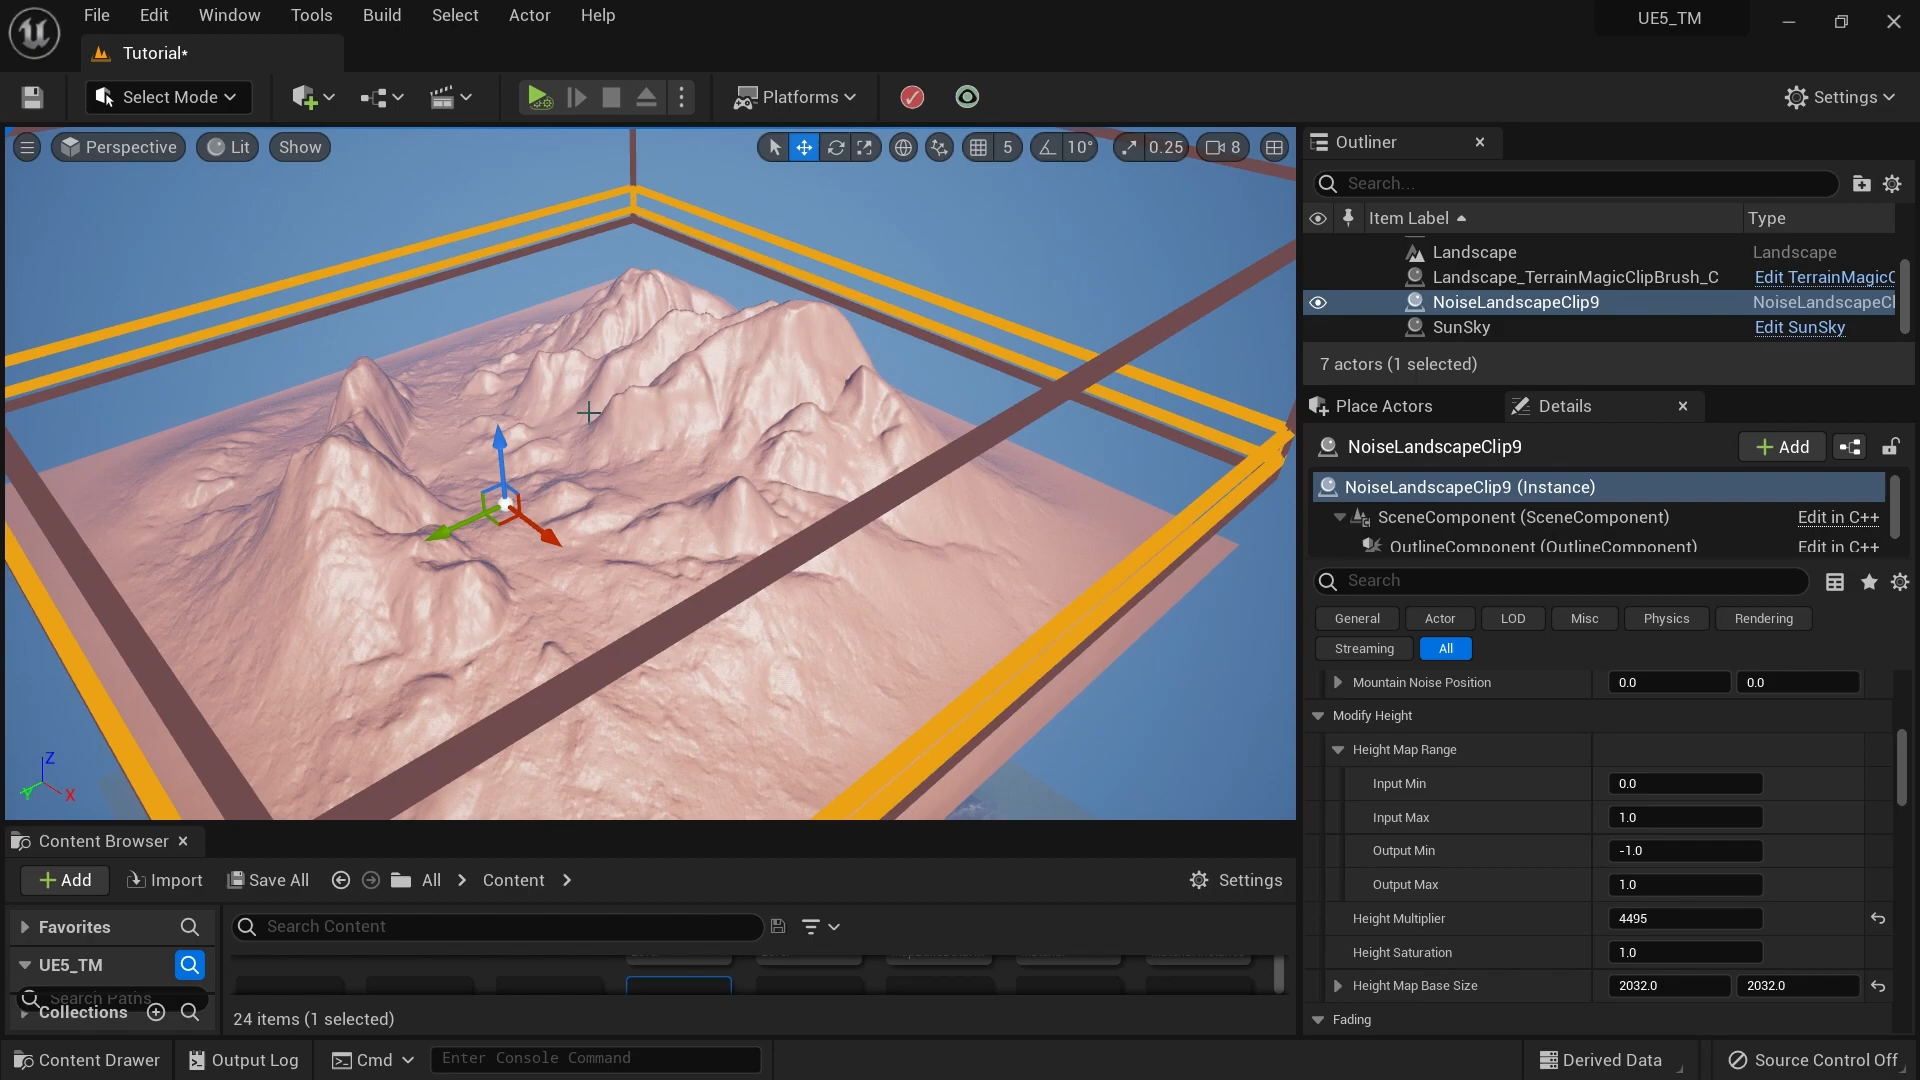 File Edit Window Tools Build Select Actor Help
UE5_TM
Tutorial*
Select Mode
Platforms
Settings
Perspective Lit Show
5 10° 0.25 8
Outliner
Search...
Item Label Type
Landscape Landscape
Landscape_TerrainMagicClipBrush_C Edit TerrainMagicC
NoiseLandscapeClip9 NoiseLandscapeCl
SunSky Edit SunSky
7 actors (1 selected)
Place Actors Details
NoiseLandscapeClip9
Add
NoiseLandscapeClip9 (Instance)
SceneComponent (SceneComponent) Edit in C++
OutlineComponent (OutlineComponent) Edit in C++
Search
General Actor LOD Misc Physics Rendering
Streaming All
Mountain Noise Position 0.0 0.0
Modify Height
Height Map Range
Input Min 0.0
Input Max 1.0
Output Min -1.0
Output Max 1.0
Height Multiplier 4495
Height Saturation 1.0
Height Map Base Size 2032.0 2032.0
Fading
Z
Y X
Content Browser
Add Import Save All All Content Settings
Favorites
Search Content
UE5_TM
Search Paths
Collections
24 items (1 selected)
Content Drawer Output Log Cmd Enter Console Command
Derived Data Source Control Off